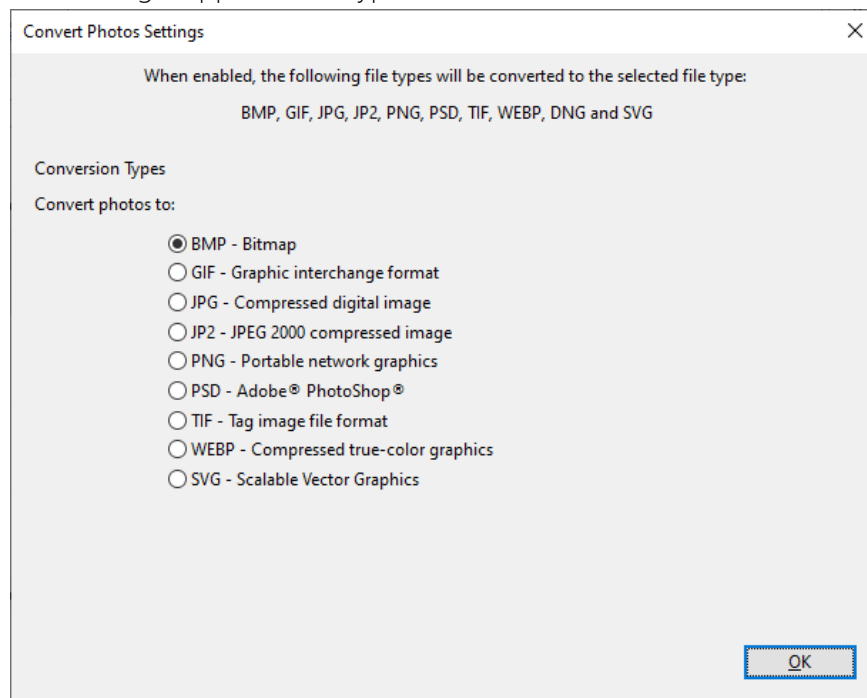 Convert Photos Settings
When enabled, the following file types will be converted to the selected file type:
BMP, GIF, JPG, JP2, PNG, PSD, TIF, WEBP, DNG and SVG
Conversion Types
Convert photos to:
BMP - Bitmap
GIF - Graphic interchange format
JPG - Compressed digital image
JP2 - JPEG 2000 compressed image
PNG - Portable network graphics
PSD - Adobe® PhotoShop®
TIF - Tag image file format
WEBP - Compressed true-color graphics
SVG - Scalable Vector Graphics
OK